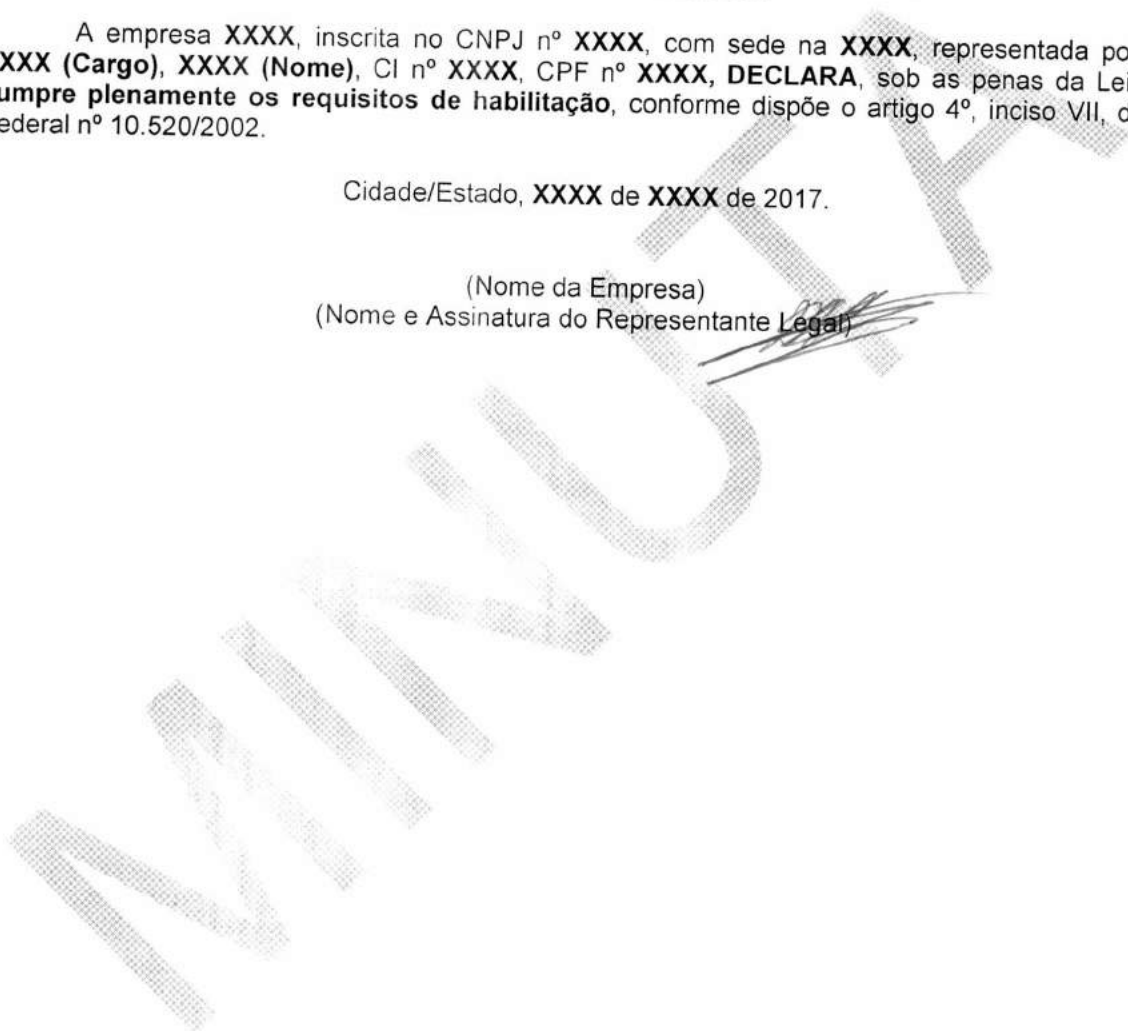 A empresa XXXX, inscrita no CNPJ nº XXXX, com sede na XXXX, representada po
XXX (Cargo), XXXX (Nome), CI nº XXXX, CPF nº XXXX, DECLARA, sob as penas da Lei
umpre plenamente os requisitos de habilitação, conforme dispõe o artigo 4º, inciso VII, d
ederal nº 10.520/2002.
Cidade/Estado, XXXX de XXXX de 2017.
(Nome da Empresa)
(Nome e Assinatura do Representante Legal)
MINUTA